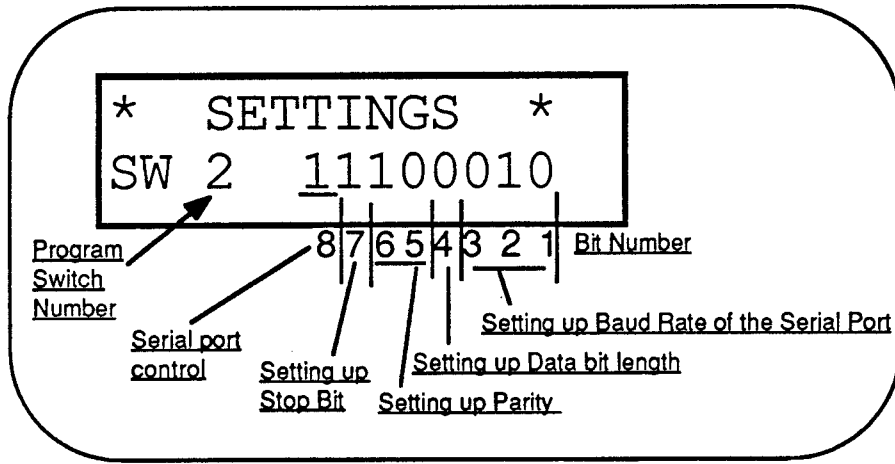 * SETTINGS *
SW 2 11100010
8 7 6 5 4 3 2 1 Bit Number
Program
Switch
Number
Serial port
control
Setting up
Stop Bit
Setting up Parity
Setting up Data bit length
Setting up Baud Rate of the Serial Port